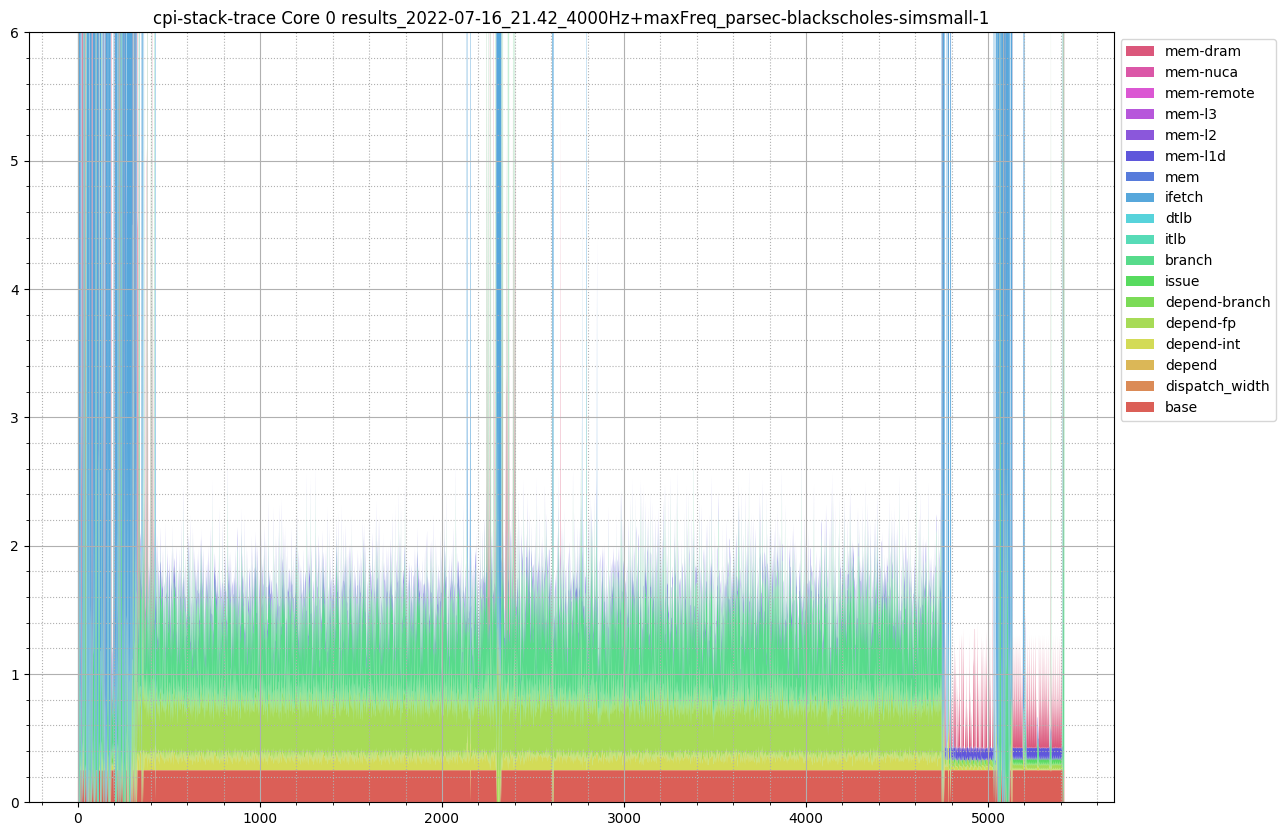 cpi-stack-trace Core 0 results_2022-07-16_21.42_4000Hz+maxFreq_parsec-blackscholes-simsmall-1
6
5
4
3
2
1
0
0 1000 2000 3000 4000 5000
mem-dram
mem-nuca
mem-remote
mem-l3
mem-l2
mem-l1d
mem
ifetch
dtlb
itlb
branch
issue
depend-branch
depend-fp
depend-int
depend
dispatch_width
base